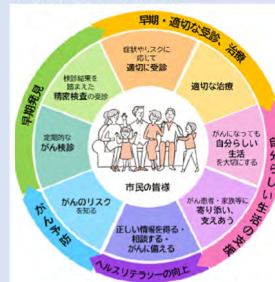 早期・適切な受診、治療
症状やリスクに
応じて
適切に受診
適切な治療
がんになっても
自分らしい
生活
を大切にする
自分らしい生活の支援
がん患者・家族等に
寄り添い、
支えあう
正しい情報を得る・
相談する・
がんに備える
ヘルスリテラシーの向上
がんのリスク
を知る
がん予防
定期的な
がん検診
検診結果を
踏まえた
精密検査の受診
早期発見
市民の皆様